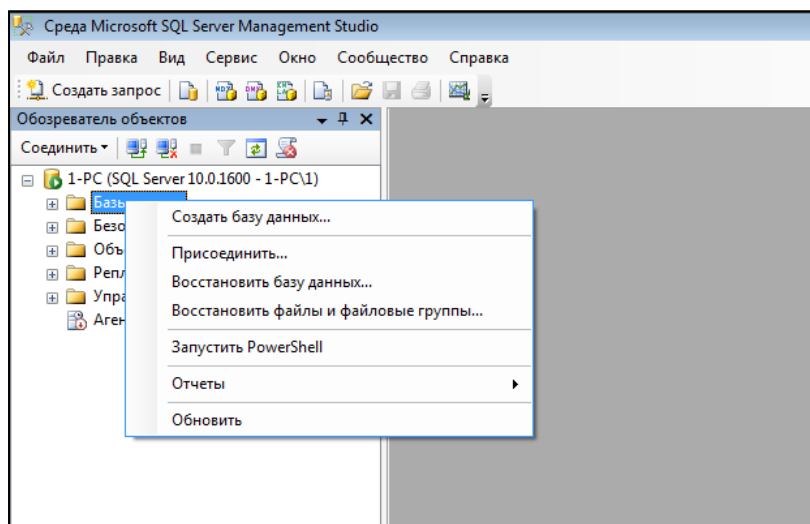 Среда Microsoft SQL Server Management Studio
Файл Правка Вид Сервис Окно Сообщество Справка
Создать запрос
Обозреватель объектов
Соединить
1-PC (SQL Server 10.0.1600 - 1-PC\1)
Создать базу данных...
Присоединить...
Восстановить базу данных...
Восстановить файлы и файловые группы...
Запустить PowerShell
Отчеты
Обновить